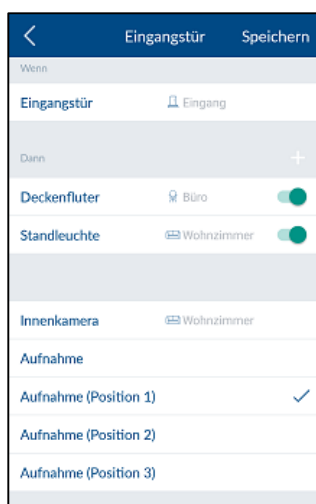 Eingangstür Speichern
Wenn
Eingangstür Eingang
Dann
Deckenfluter Büro
Standleuchte Wohnzimmer
Innenkamera Wohnzimmer
Aufnahme
Aufnahme (Position 1)
Aufnahme (Position 2)
Aufnahme (Position 3)